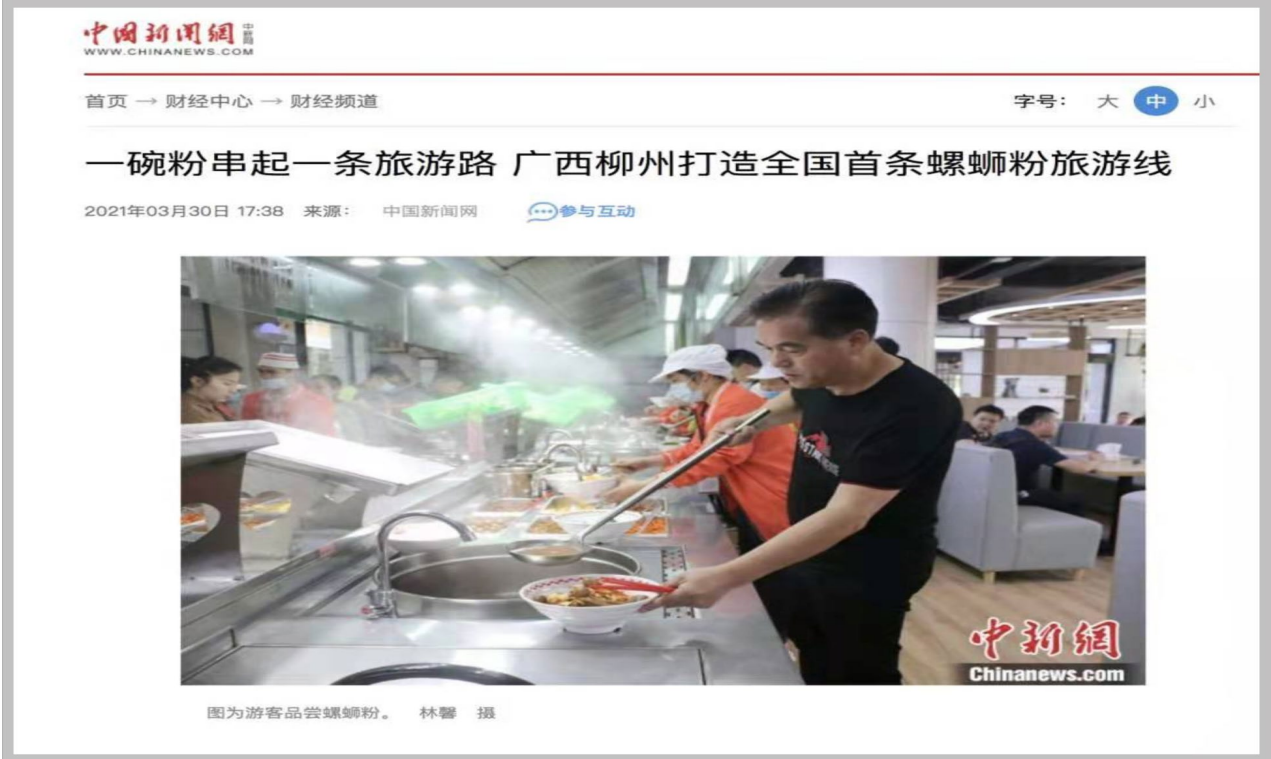 中國新聞網
WWW.CHINANEWS.COM
首页 → 财经中心 → 财经频道
字号： 大 中 小
一碗粉串起一条旅游路 广西柳州打造全国首条螺蛳粉旅游线
2021年03月30日 17:38 来源： 中国新闻网 参与互动
中新網
Chinanews.com
图为游客品尝螺蛳粉。 林馨 摄